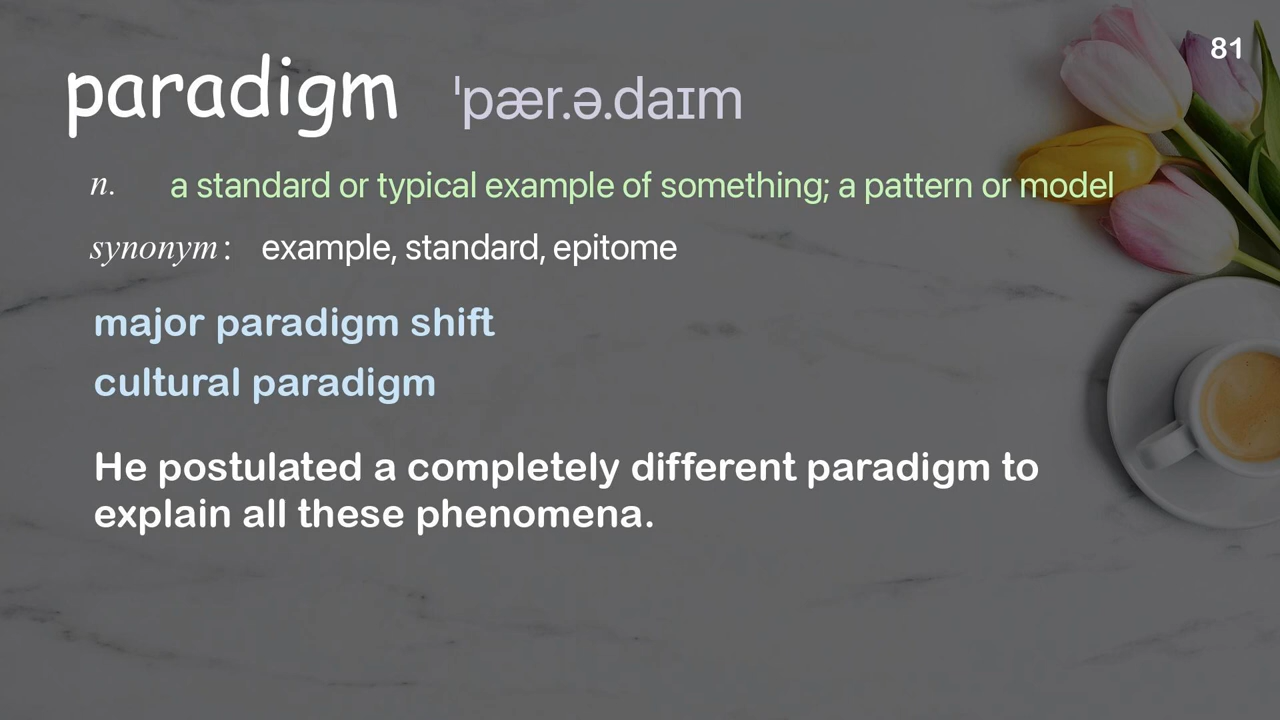 81
paradigm ˈpær.ə.daɪm
n. a standard or typical example of something; a pattern or model
synonym: example, standard, epitome
major paradigm shift
cultural paradigm
He postulated a completely different paradigm to
explain all these phenomena.